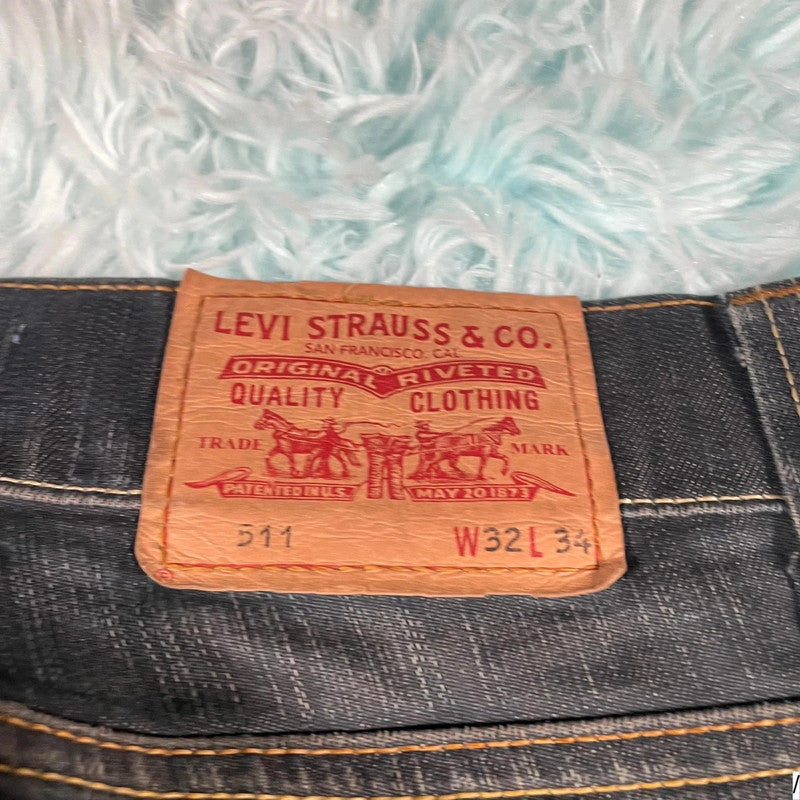 LEVI STRAUSS & CO.
SAN FRANCISCO, CAL
ORIGINAL RIVETED
QUALITY CLOTHING
TRADE MARK
PATENTED IN U.S. MAY 20 1873
511 W32 L 34